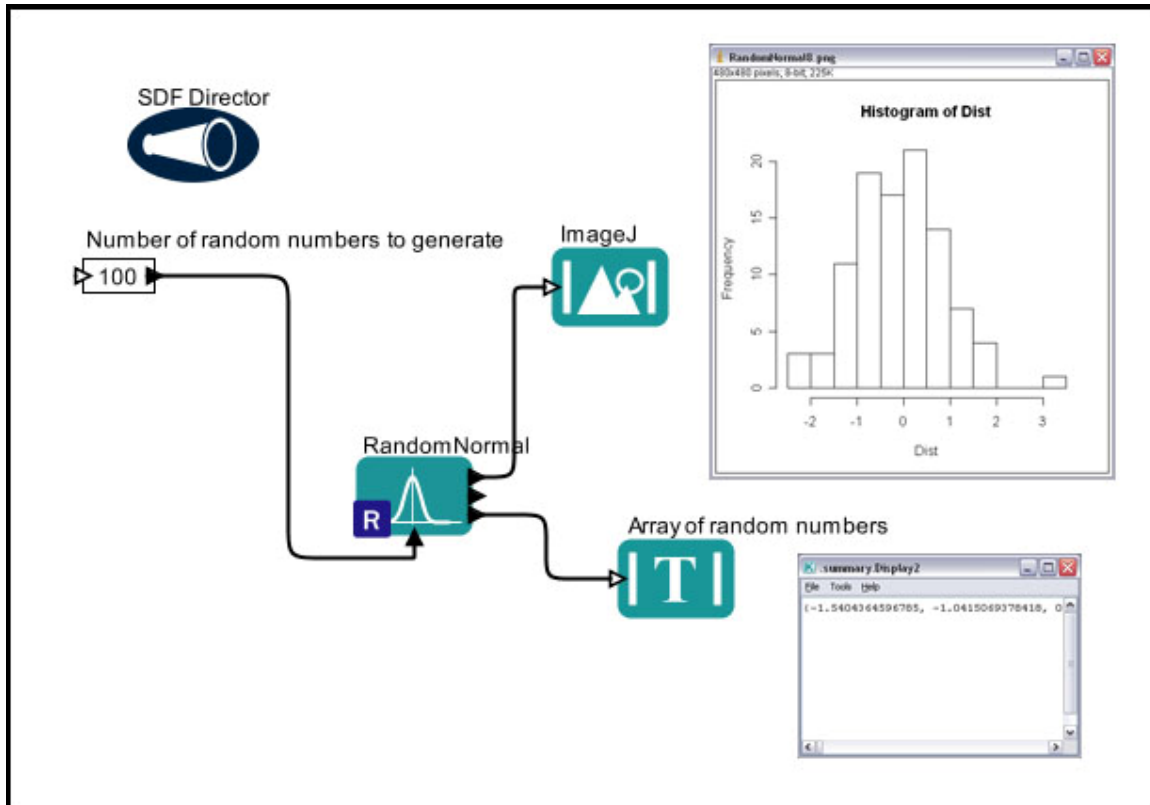 SDF Director
Number of random numbers to generate
100
ImageJ
RandomNormal
R
Array of random numbers
T
RandomNormal8.png
480x480 pixels; 8-bit; 225K
Histogram of Dist
Frequency
20
15
10
5
0
-2 -1 0 1 2 3
Dist
.summary.Display2
File Tools Help
{-1.5404364596785, -1.0415069378418, 0